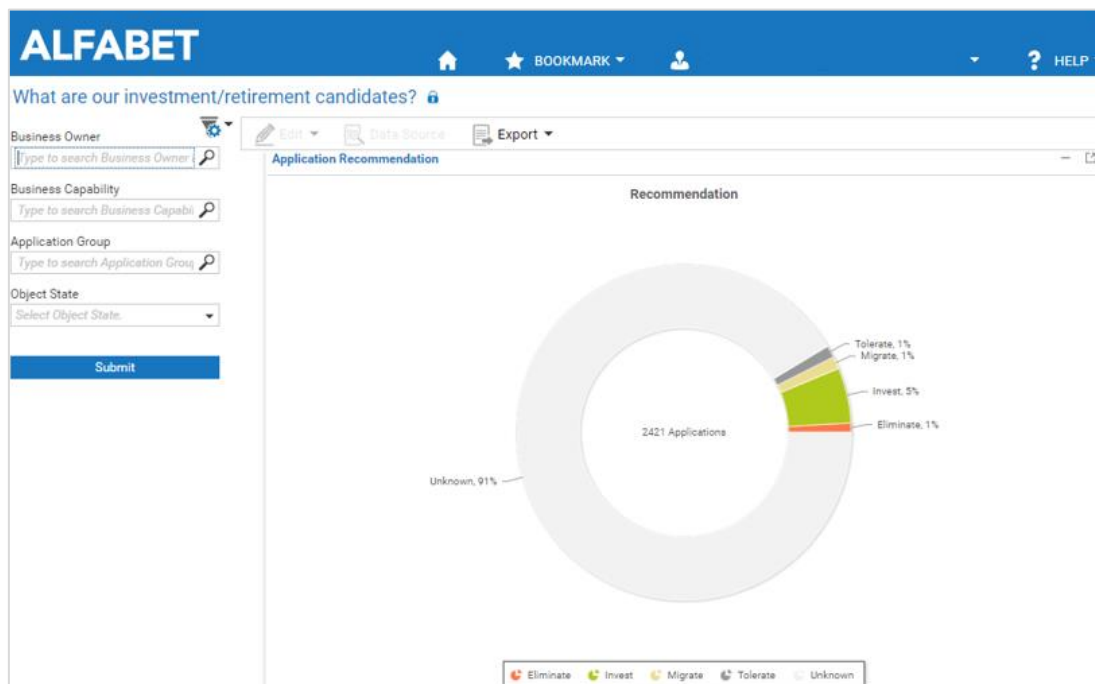 ALFABET
BOOKMARK
HELP
What are our investment/retirement candidates?
Business Owner
Type to search Business Owner
Business Capability
Type to search Business Capabili
Application Group
Type to search Application Grou
Object State
Select Object State.
Submit
Edit
Data Source
Export
Application Recommendation
Recommendation
Tolerate, 1%
Migrate, 1%
Invest, 5%
Eliminate, 1%
2421 Applications
Unknown, 91%
Eliminate Invest Migrate Tolerate Unknown